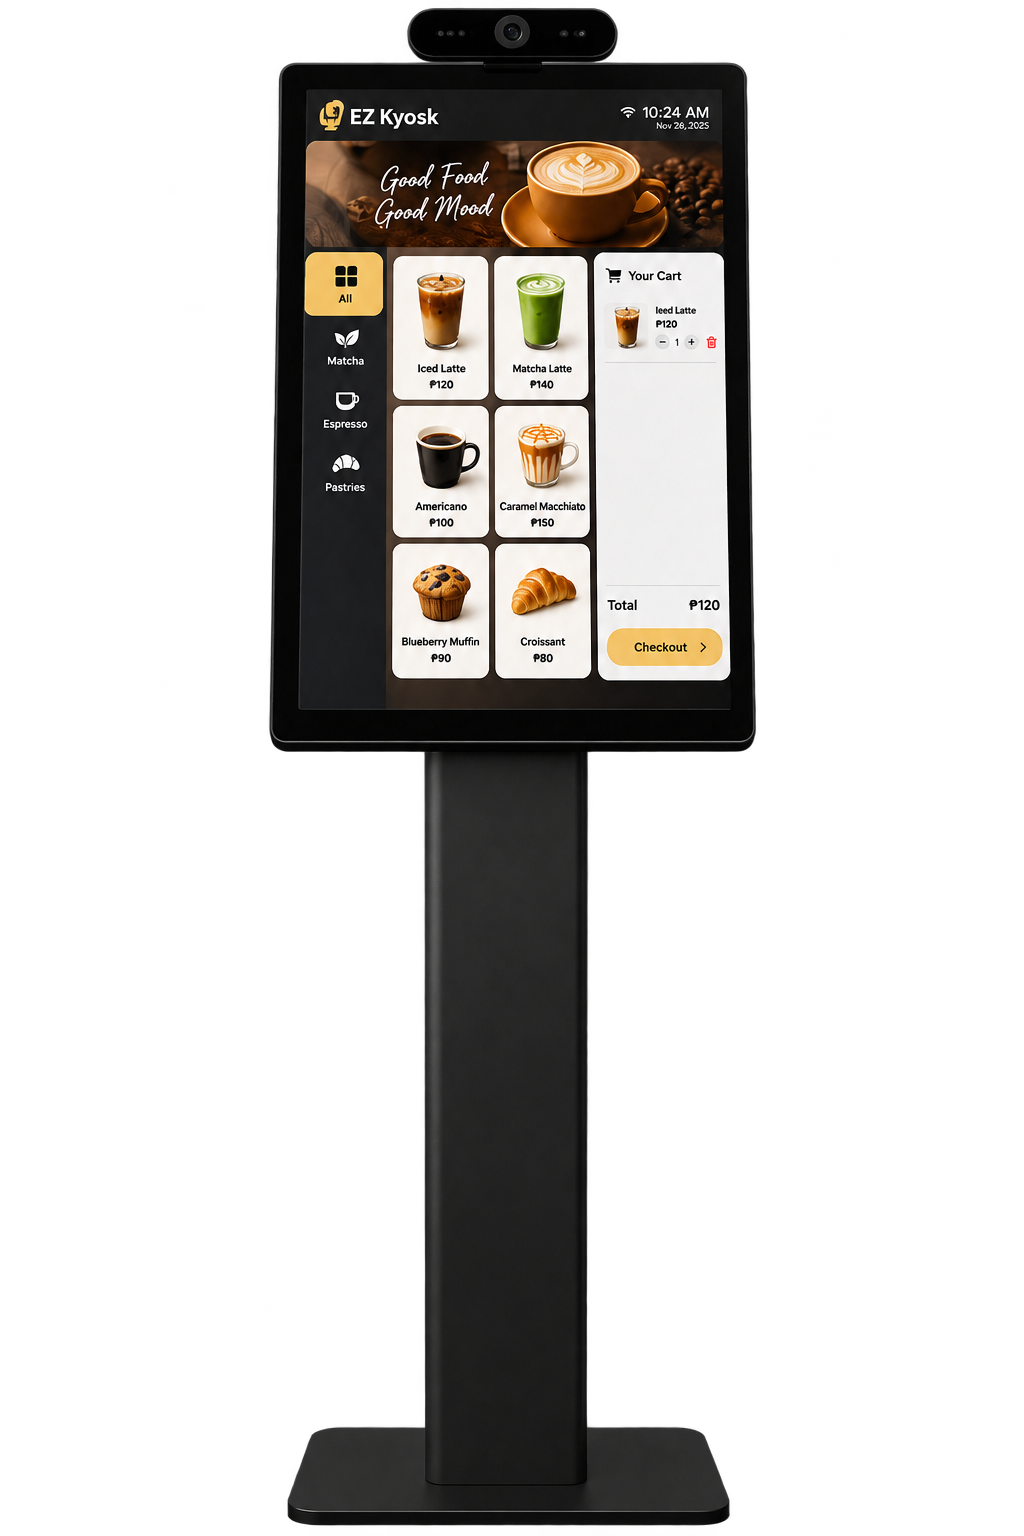 EZ Kyosk
10:24 AM
Nov 26, 2025
Good Food
Good Mood
All
Matcha
Espresso
Pastries
Iced Latte
₱120
Matcha Latte
₱140
Americano
₱100
Caramel Macchiato
₱150
Blueberry Muffin
₱90
Croissant
₱80
Your Cart
Iced Latte
₱120
− 1 +
Total ₱120
Checkout >